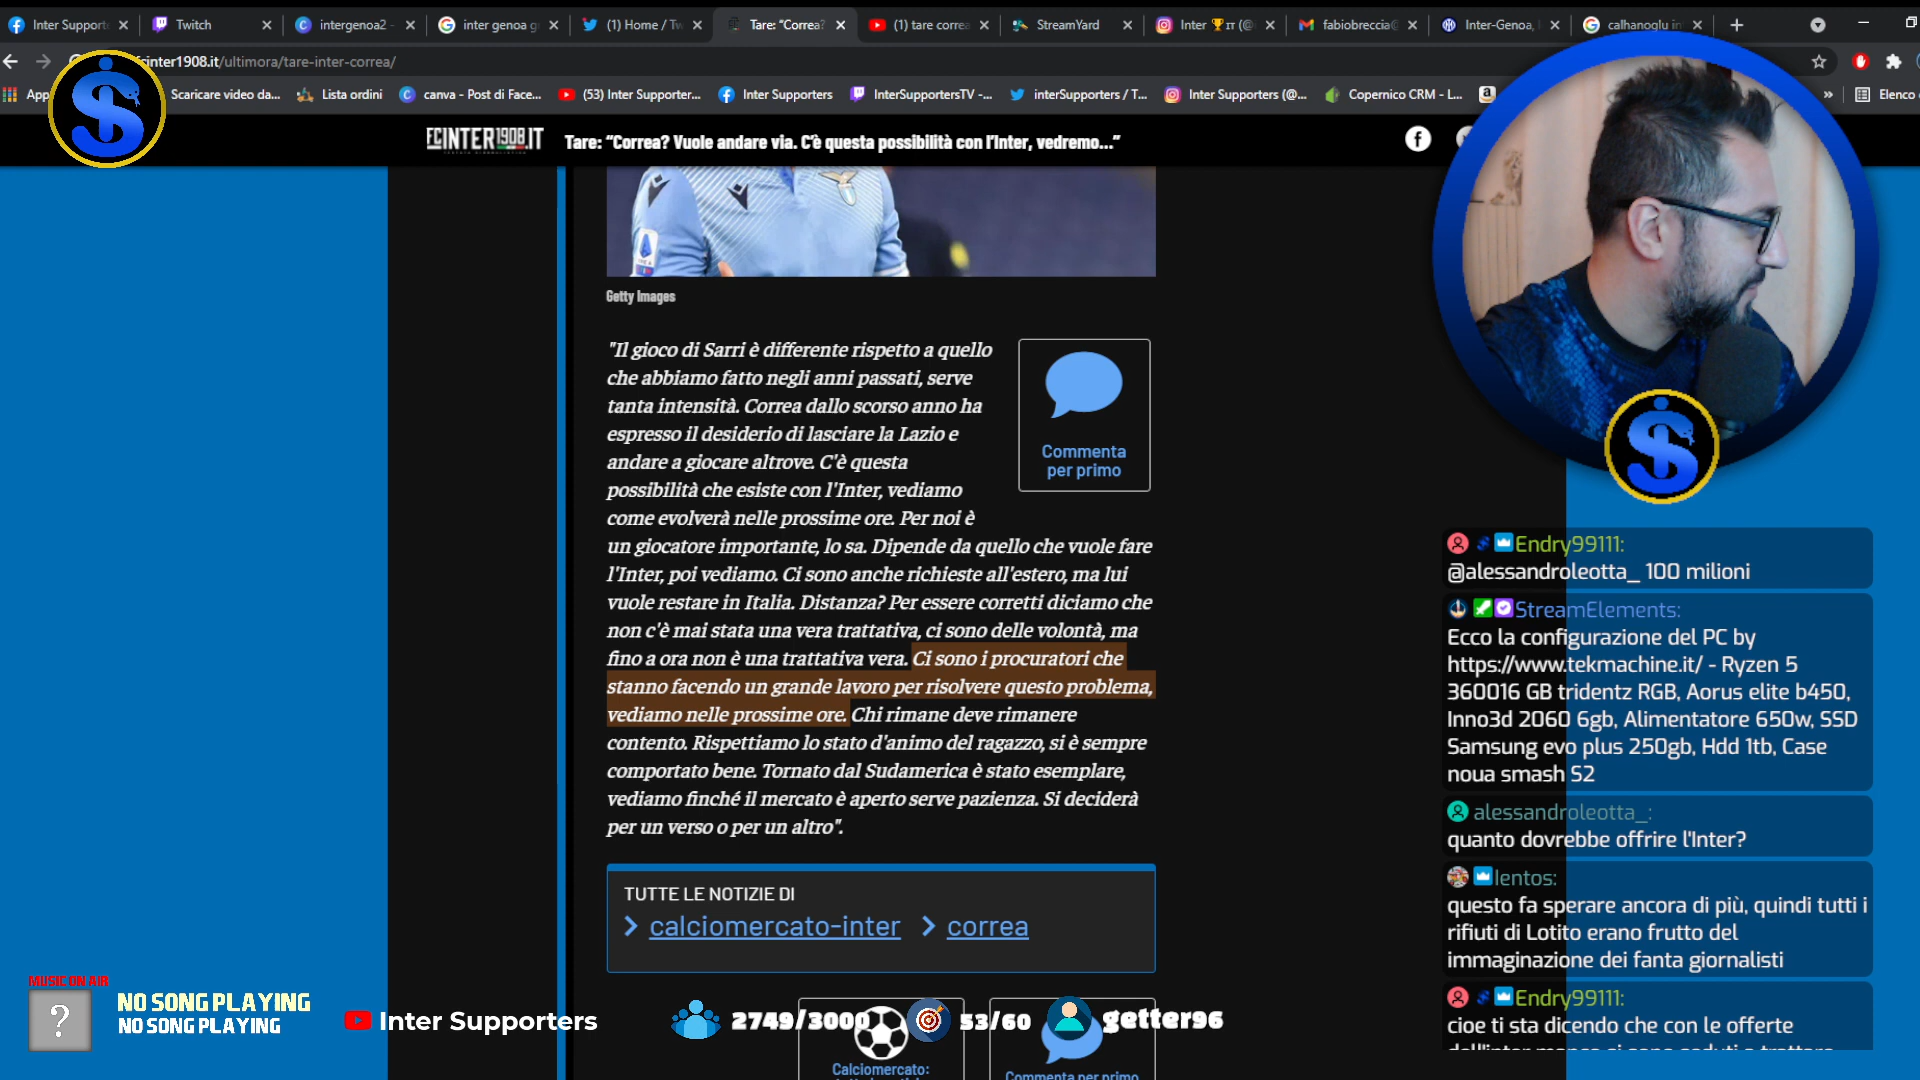 Inter Support
Twitch
intergenoa2 -
inter genoa g
(1) Home / Tw
Tare: “Correa?
(1) tare correa
StreamYard
Inter 🏆IT (@
fabiobreccia@
Inter-Genoa,
calhanoglu in
inter1908.it/ultimora/tare-inter-correa/
App
Scaricare video da...
Lista ordini
canva - Post di Face...
(53) Inter Supporter...
Inter Supporters
InterSupportersTV -...
interSupporters / T...
Inter Supporters (@...
Copernico CRM - L...
Elenco
FCINTER1908.IT
Tare: “Correa? Vuole andare via. C’è questa possibilità con l’Inter, vedremo...”
Getty Images
"Il gioco di Sarri è differente rispetto a quello
che abbiamo fatto negli anni passati, serve
tanta intensità. Correa dallo scorso anno ha
espresso il desiderio di lasciare la Lazio e
andare a giocare altrove. C'è questa
possibilità che esiste con l'Inter, vediamo
come evolverà nelle prossime ore. Per noi è
un giocatore importante, lo sa. Dipende da quello che vuole fare
l'Inter, poi vediamo. Ci sono anche richieste all'estero, ma lui
vuole restare in Italia. Distanza? Per essere corretti diciamo che
non c'è mai stata una vera trattativa, ci sono delle volontà, ma
fino a ora non è una trattativa vera. Ci sono i procuratori che
stanno facendo un grande lavoro per risolvere questo problema,
vediamo nelle prossime ore. Chi rimane deve rimanere
contento. Rispettiamo lo stato d'animo del ragazzo, si è sempre
comportato bene. Tornato dal Sudamerica è stato esemplare,
vediamo finché il mercato è aperto serve pazienza. Si deciderà
per un verso o per un altro".
Commenta
per primo
TUTTE LE NOTIZIE DI
calciomercato-inter
correa
Calciomercato:
Commenta per primo
Endry99111:
@alessandroleotta_ 100 milioni
StreamElements:
Ecco la configurazione del PC by
https://www.tekmachine.it/ - Ryzen 5
360016 GB tridentz RGB, Aorus elite b450,
Inno3d 2060 6gb, Alimentatore 650w, SSD
Samsung evo plus 250gb, Hdd 1tb, Case
noua smash S2
alessandroleotta_:
quanto dovrebbe offrire l'Inter?
lentos:
questo fa sperare ancora di più, quindi tutti i
rifiuti di Lotito erano frutto del
immaginazione dei fanta giornalisti
Endry99111:
cioe ti sta dicendo che con le offerte
MUSIC ON AIR
NO SONG PLAYING
NO SONG PLAYING
Inter Supporters
2749/3000
53/60
getter96